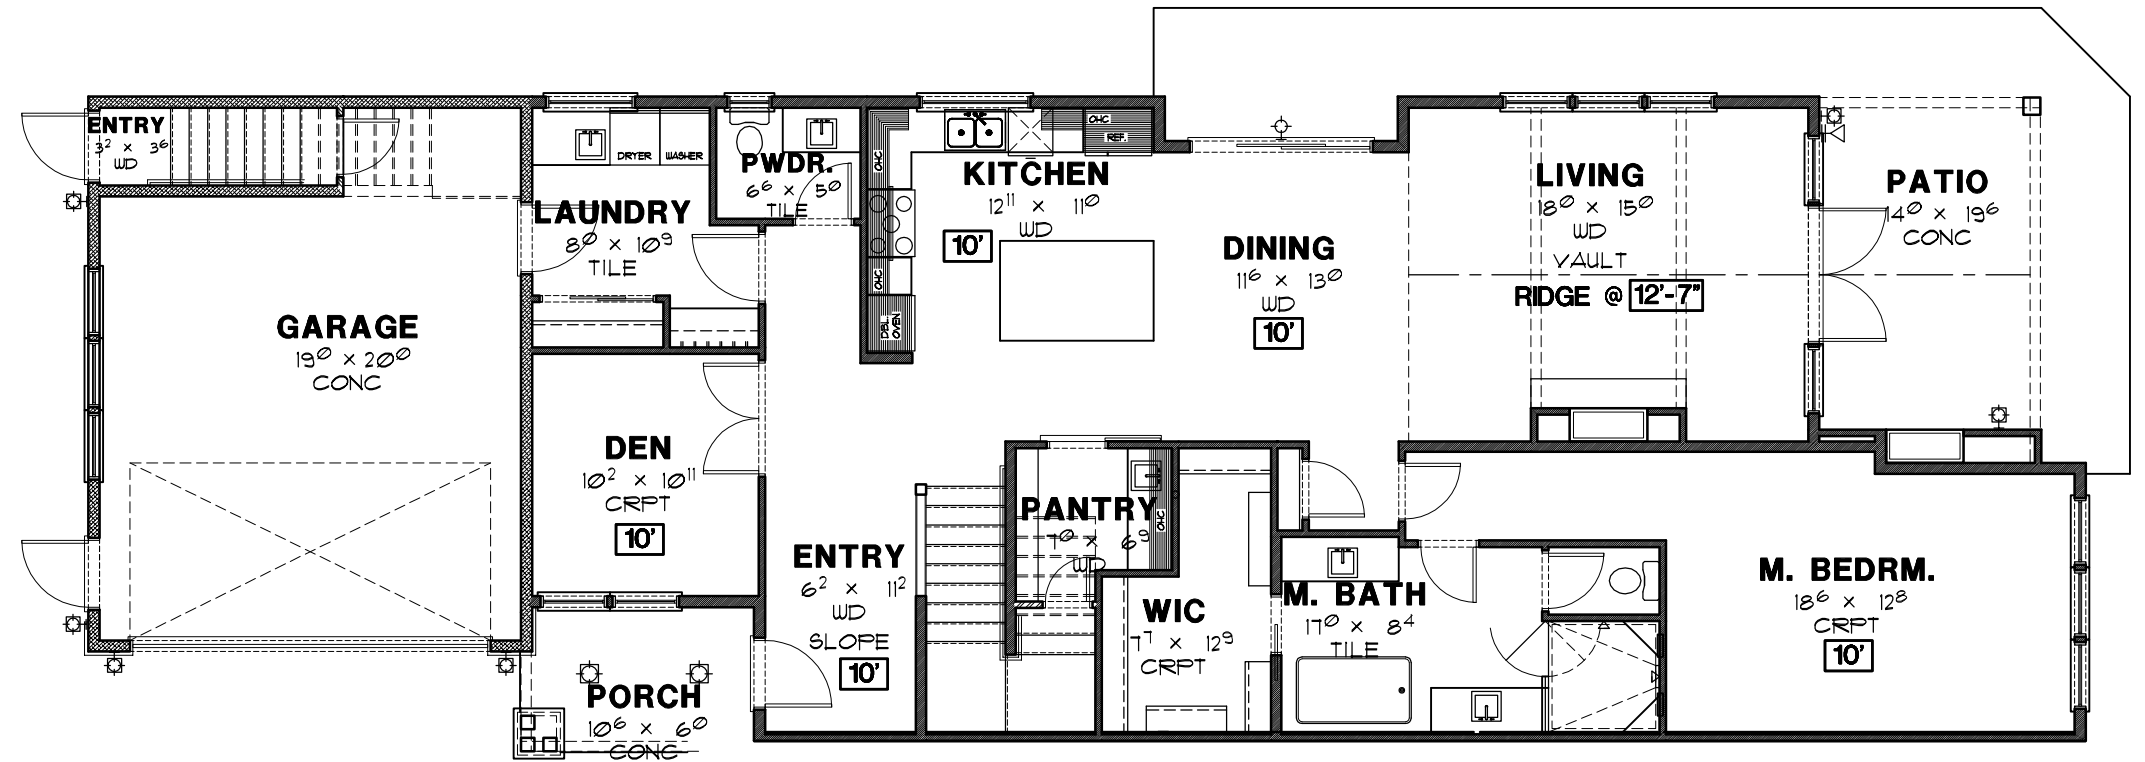 ENTRY
3² × 3⁶
WD
GARAGE
19⁰ × 20⁰
CONC
DRYER
WASHER
LAUNDRY
8⁰ × 10⁹
TILE
PWDR.
6⁶ × 5⁰
TILE
OHC
OHC
DBL. OVEN
OHC
REF.
KITCHEN
12¹¹ × 11⁰
WD
10'
DINING
11⁶ × 13⁰
WD
10'
LIVING
18⁰ × 15⁰
WD
VAULT
RIDGE @ 12'-7"
PATIO
14⁰ × 19⁶
CONC
DEN
10² × 10¹¹
CRPT
10'
ENTRY
6² × 11²
WD
SLOPE
10'
PORCH
10⁶ × 6⁰
CONC
PANTRY
7⁰ × 6⁹
WD
OHC
WIC
7⁷ × 12⁹
CRPT
M. BATH
17⁰ × 8⁴
TILE
M. BEDRM.
18⁶ × 12⁸
CRPT
10'